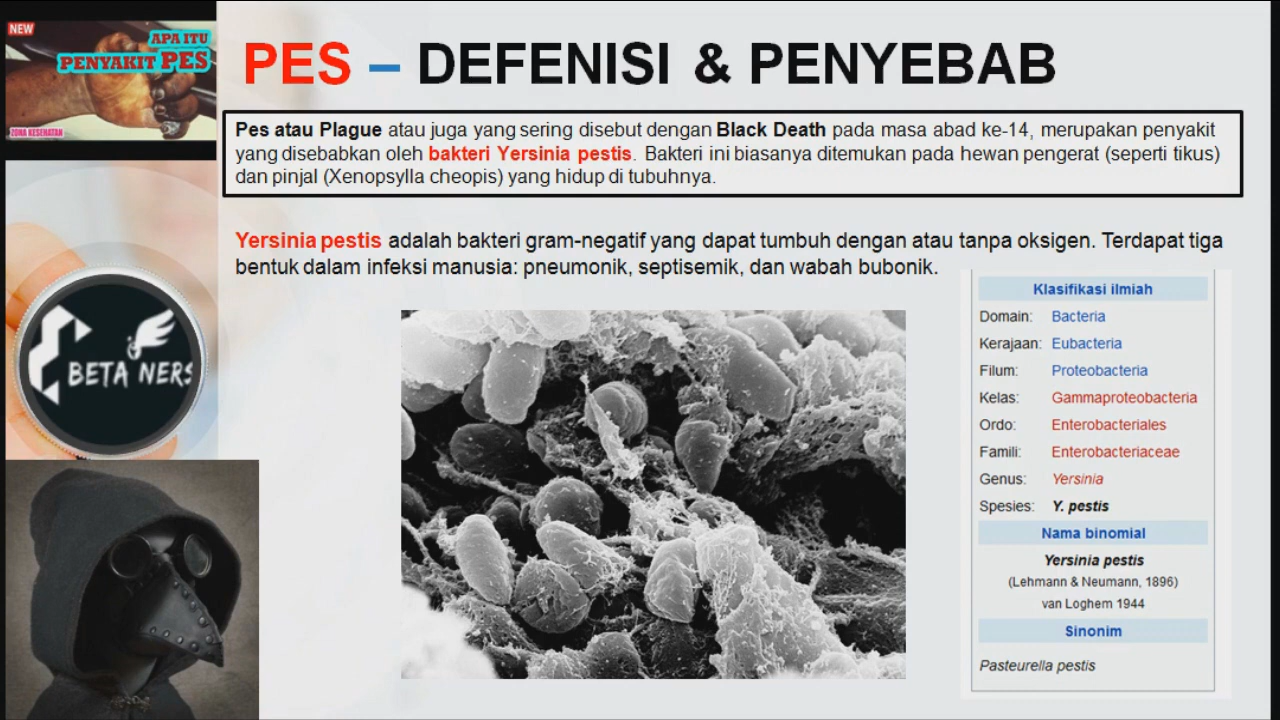 NEW
APA ITU
PENYAKIT PES
ZONA KESEHATAN
PES – DEFENISI & PENYEBAB
Pes atau Plague atau juga yang sering disebut dengan Black Death pada masa abad ke-14, merupakan penyakit
yang disebabkan oleh bakteri Yersinia pestis. Bakteri ini biasanya ditemukan pada hewan pengerat (seperti tikus)
dan pinjal (Xenopsylla cheopis) yang hidup di tubuhnya.
Yersinia pestis adalah bakteri gram-negatif yang dapat tumbuh dengan atau tanpa oksigen. Terdapat tiga
bentuk dalam infeksi manusia: pneumonik, septisemik, dan wabah bubonik.
BETA NERS
Klasifikasi ilmiah
Domain: Bacteria
Kerajaan: Eubacteria
Filum: Proteobacteria
Kelas: Gammaproteobacteria
Ordo: Enterobacteriales
Famili: Enterobacteriaceae
Genus: Yersinia
Spesies: Y. pestis
Nama binomial
Yersinia pestis
(Lehmann & Neumann, 1896)
van Loghem 1944
Sinonim
Pasteurella pestis